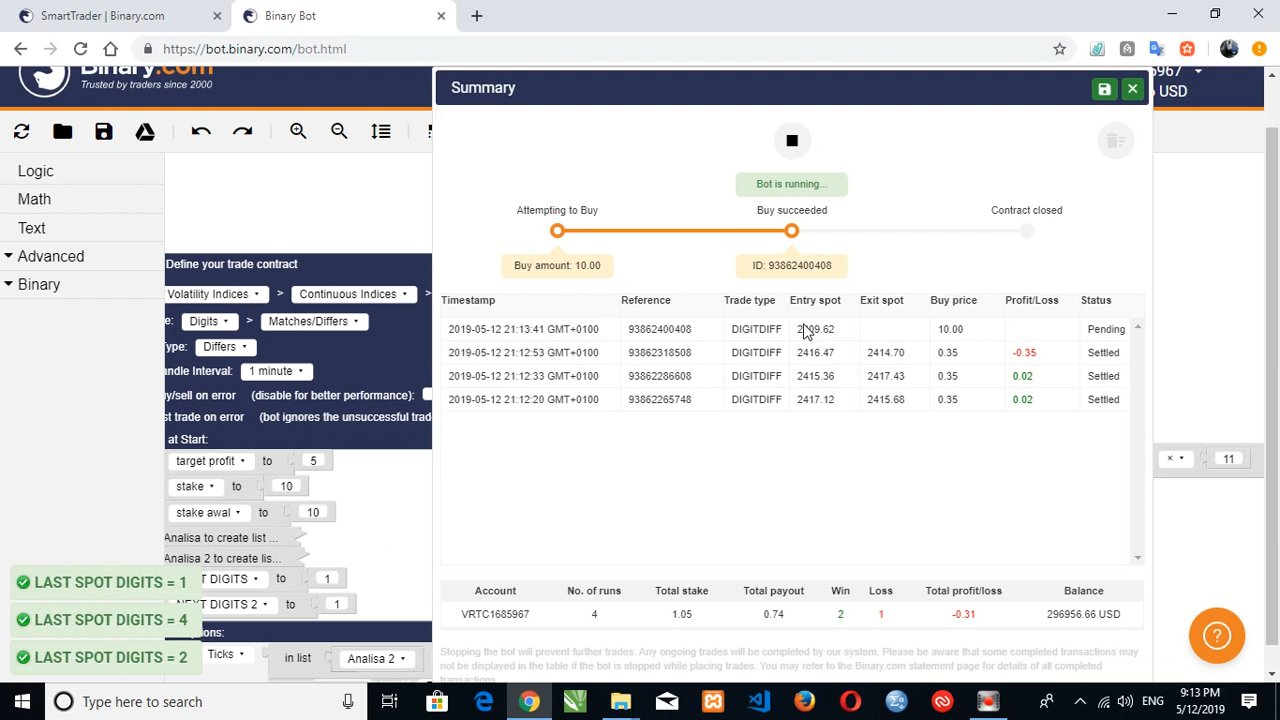 SmartTrader | Binary.com
Binary Bot
https://bot.binary.com/bot.html
Binary.com
Trusted by traders since 2000
Summary
5967
USD
Logic
Math
Text
Advanced
Binary
Bot is running...
Attempting to Buy
Buy succeeded
Contract closed
Buy amount: 10.00
ID: 93862400408
Define your trade contract
Volatility Indices > Continuous Indices >
Digits > Matches/Differs
Differs
1 minute
(disable for better performance):
(bot ignores the unsuccessful trad
at Start:
target profit to 5
stake to 10
stake awal to 10
Analisa to create list ...
Analisa 2 to create lis...
DIGITS to 1
DIGITS 2 to 1
Ticks in list Analisa 2
Timestamp Reference Trade type Entry spot Exit spot Buy price Profit/Loss Status
2019-05-12 21:13:41 GMT+0100 93862400408 DIGITDIFF 10.00 Pending
2019-05-12 21:12:53 GMT+0100 93862318508 DIGITDIFF 2416.47 2414.70 0.35 -0.35 Settled
2019-05-12 21:12:33 GMT+0100 93862286608 DIGITDIFF 2415.36 2417.43 0.35 0.02 Settled
2019-05-12 21:12:20 GMT+0100 93862265748 DIGITDIFF 2417.12 2415.68 0.35 0.02 Settled
× 11
Account No. of runs Total stake Total payout Win Loss Total profit/loss Balance
VRTC1685967 4 1.05 0.74 2 1 -0.31 296956.66 USD
Stopping the bot will prevent further trades. Any ongoing trades will be completed by our system. Please be aware that some completed transactions may
not be displayed in the table if the bot is stopped while placing trades. You may refer to the Binary.com statement page for details of all completed
transactions.
LAST SPOT DIGITS = 1
LAST SPOT DIGITS = 4
LAST SPOT DIGITS = 2
Type here to search
ENG
9:13 PM
5/12/2019